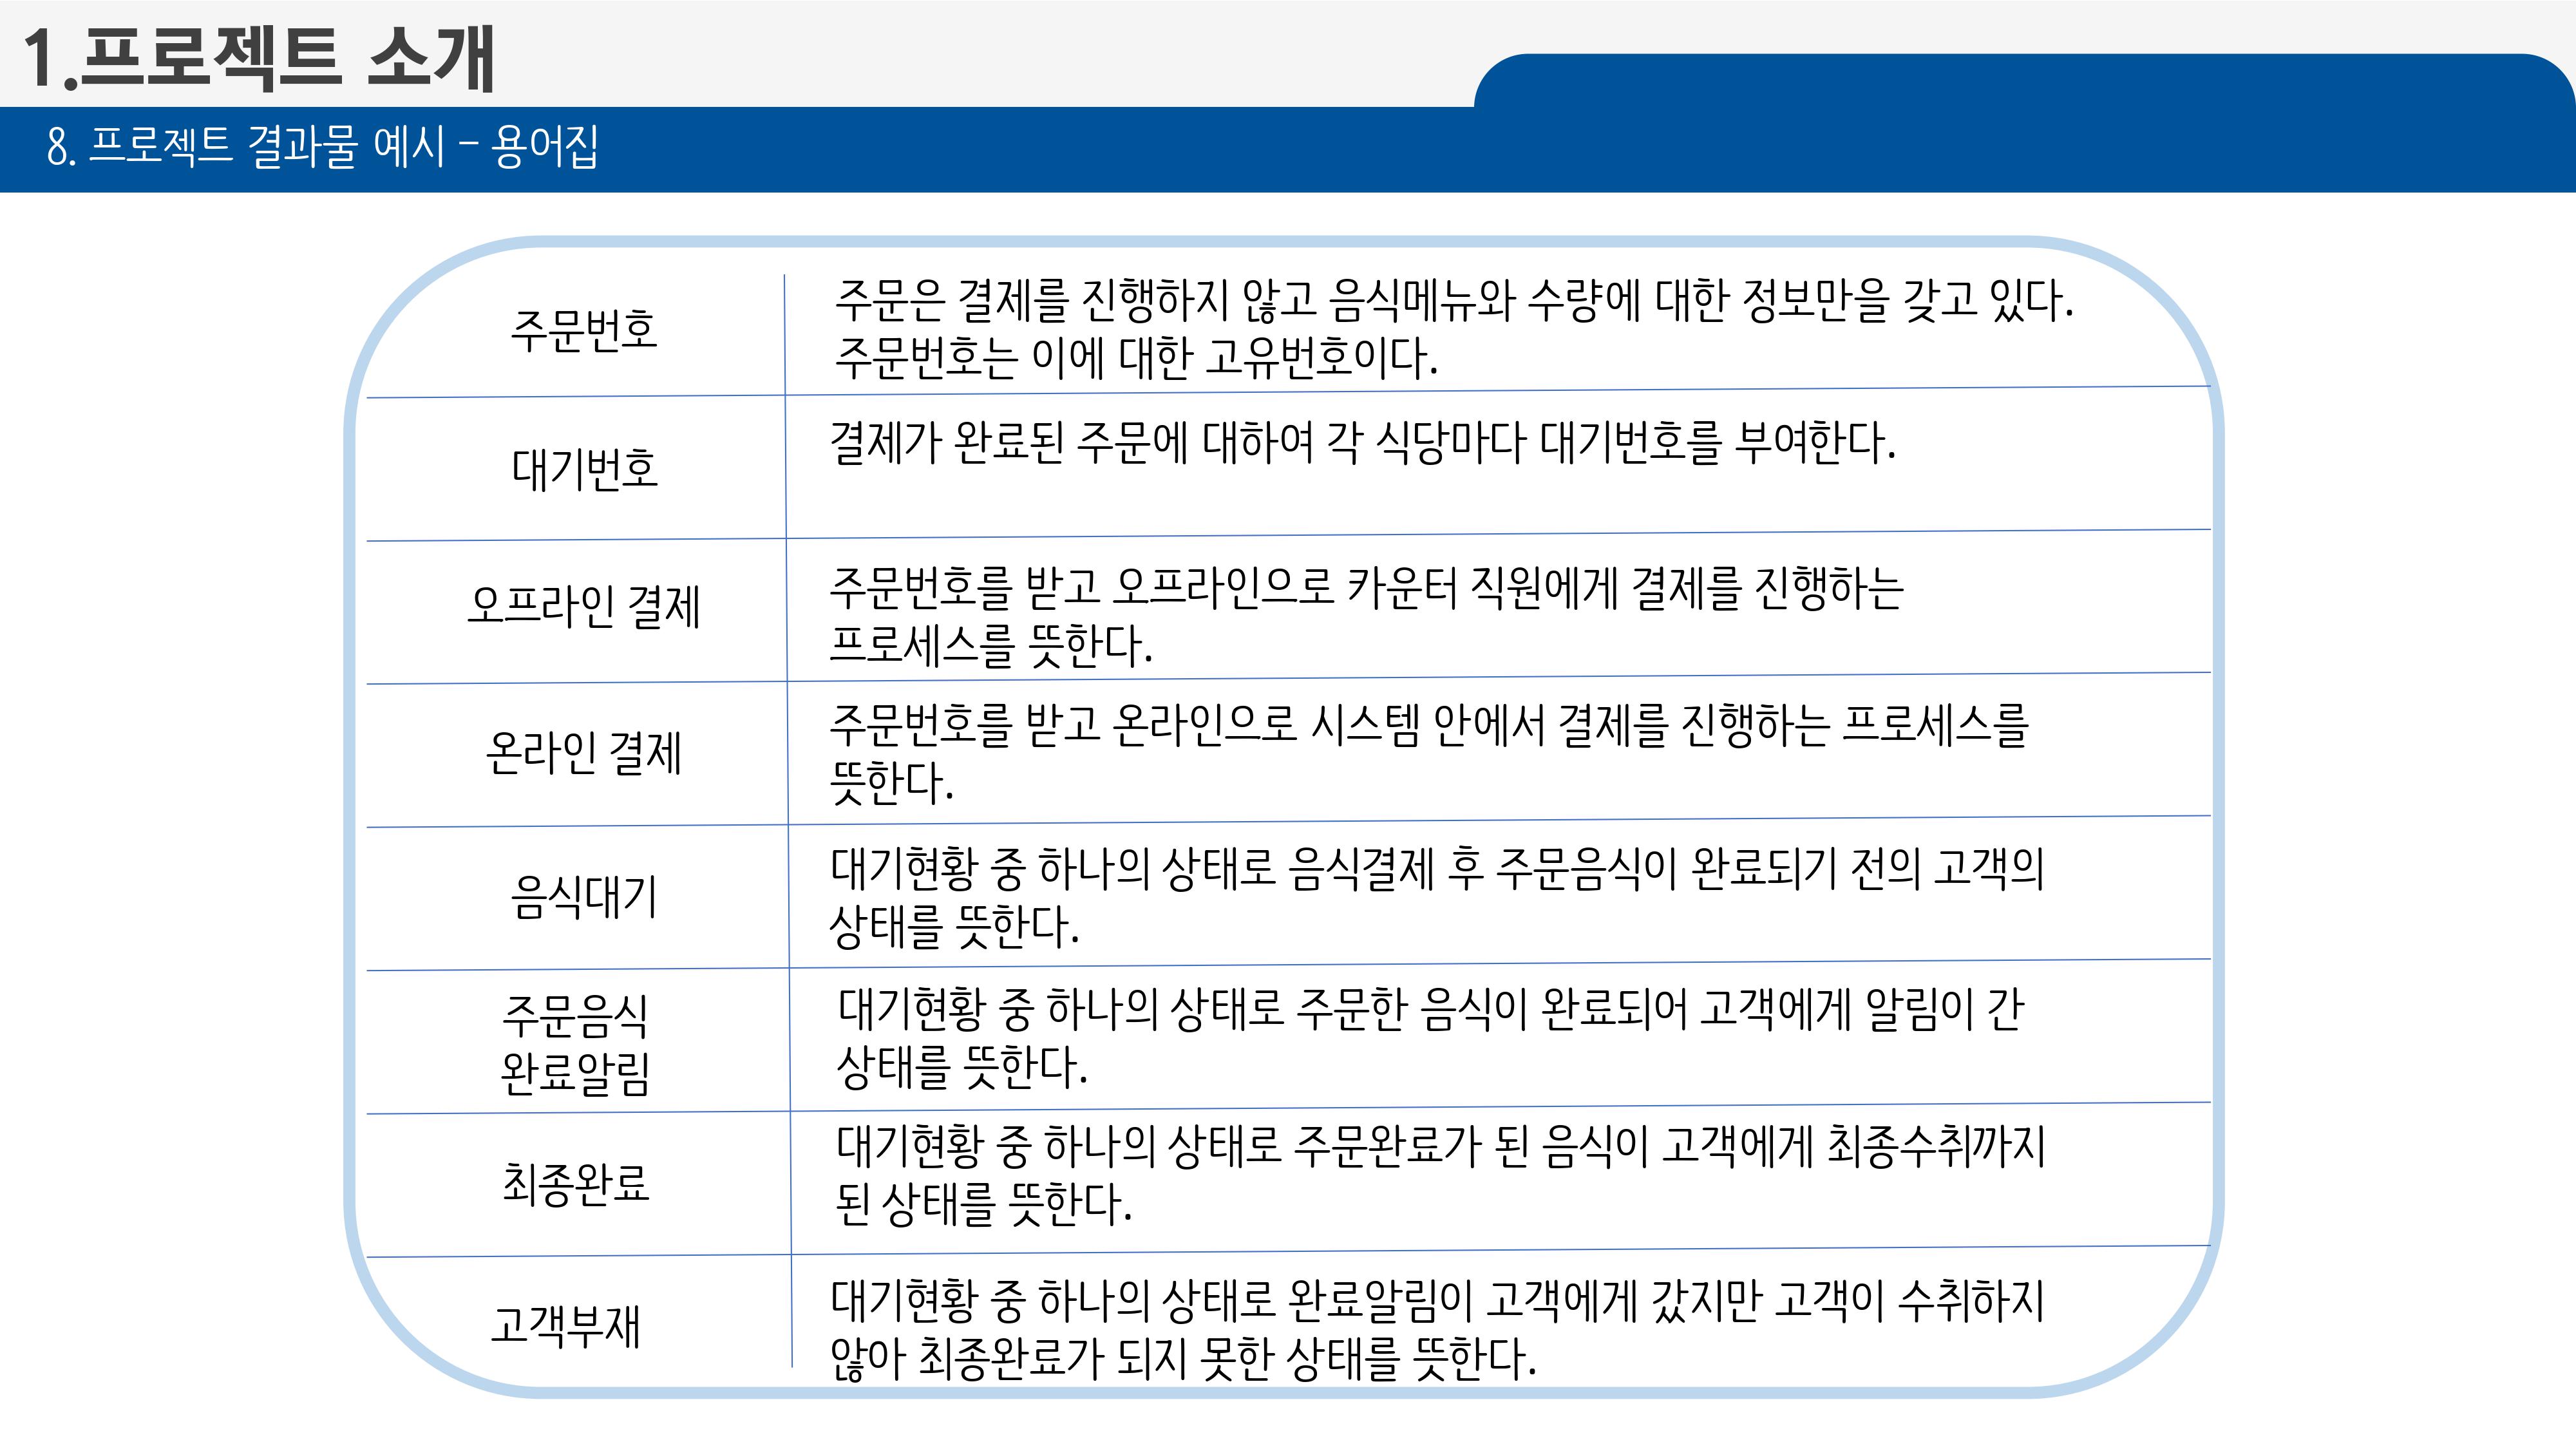 1.프로젝트 소개
8. 프로젝트 결과물 예시 - 용어집
주문번호
주문은 결제를 진행하지 않고 음식메뉴와 수량에 대한 정보만을 갖고 있다.
주문번호는 이에 대한 고유번호이다.
대기번호
결제가 완료된 주문에 대하여 각 식당마다 대기번호를 부여한다.
오프라인 결제
주문번호를 받고 오프라인으로 카운터 직원에게 결제를 진행하는
프로세스를 뜻한다.
온라인 결제
주문번호를 받고 온라인으로 시스템 안에서 결제를 진행하는 프로세스를
뜻한다.
음식대기
대기현황 중 하나의 상태로 음식결제 후 주문음식이 완료되기 전의 고객의
상태를 뜻한다.
주문음식
완료알림
대기현황 중 하나의 상태로 주문한 음식이 완료되어 고객에게 알림이 간
상태를 뜻한다.
최종완료
대기현황 중 하나의 상태로 주문완료가 된 음식이 고객에게 최종수취까지
된 상태를 뜻한다.
고객부재
대기현황 중 하나의 상태로 완료알림이 고객에게 갔지만 고객이 수취하지
않아 최종완료가 되지 못한 상태를 뜻한다.